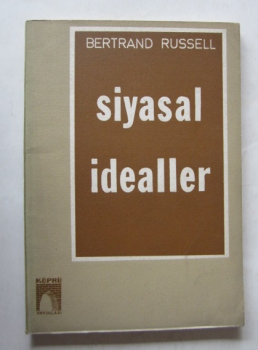 BERTRAND RUSSELL
siyasal
idealler
KÖPRÜ